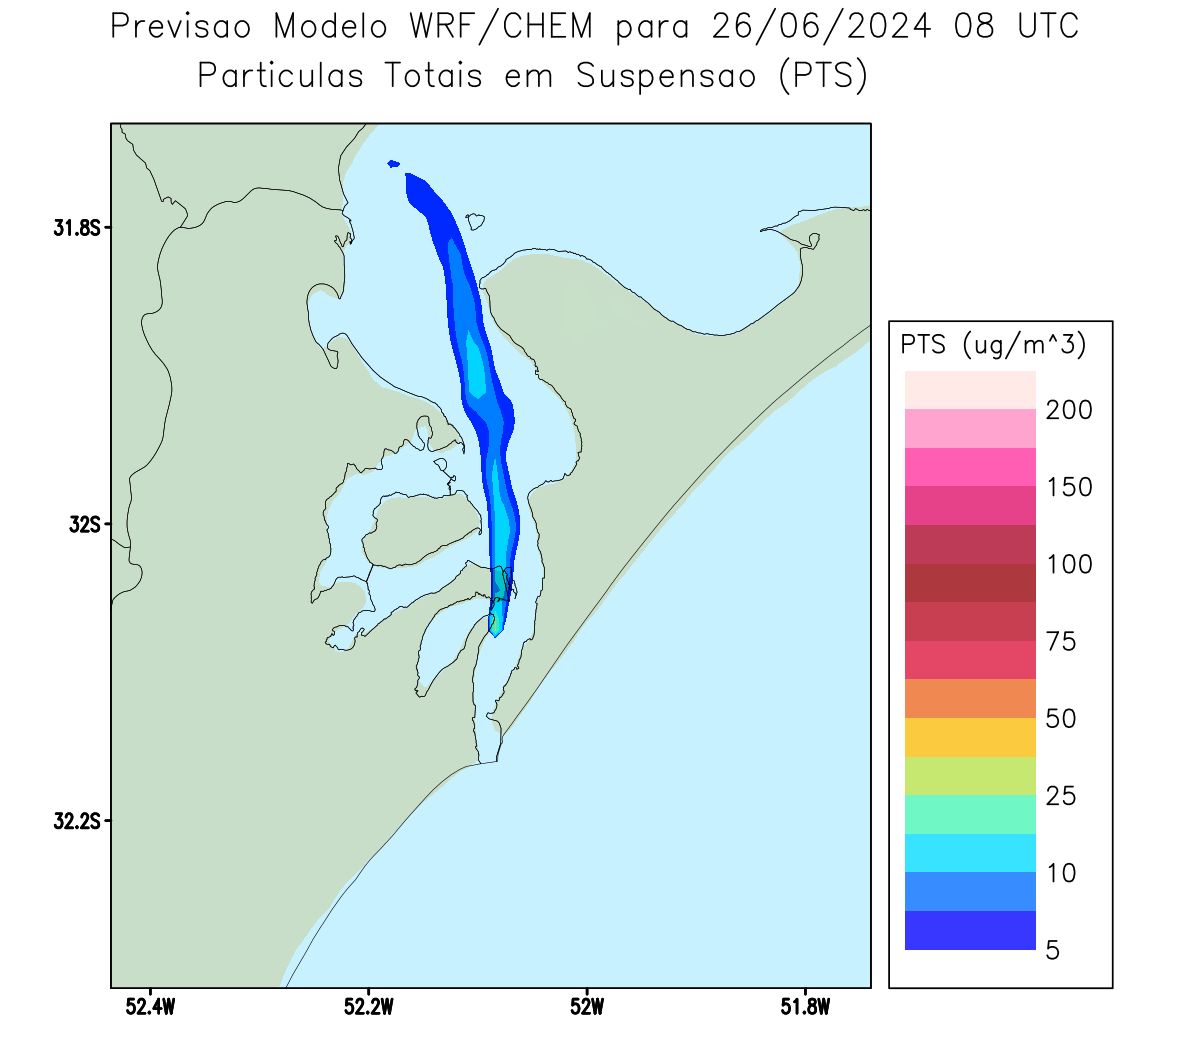 Previsao Modelo WRF/CHEM para 26/06/2024 08 UTC
Particulas Totais em Suspensao (PTS)
31.8S
32S
32.2S
52.4W
52.2W
52W
51.8W
PTS (ug/m^3)
200
150
100
75
50
25
10
5